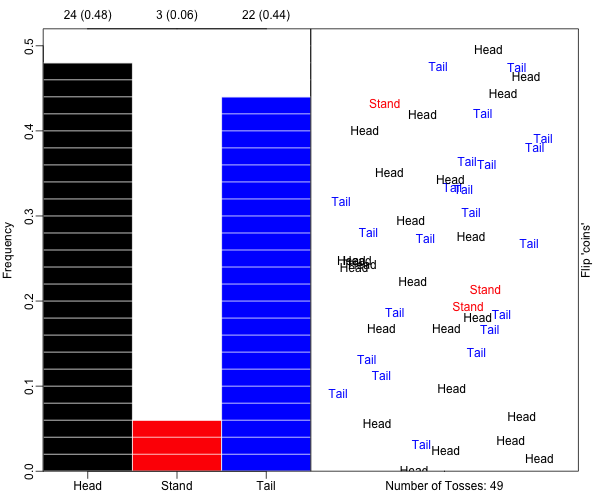 24 (0.48) 3 (0.06) 22 (0.44)
Frequency
0.5
0.4
0.3
0.2
0.1
0.0
Head Stand Tail
Head
Tail
Tail
Head
Head
Stand
Tail
Head
Head
Tail
Tail
Tail
Tail
Head
Head
Tail
Tail
Tail
Tail
Head
Tail
Tail
Head
Tail
Head
Head
Head
Head
Head
Stand
Stand
Tail
Tail
Head
Head
Head
Tail
Tail
Tail
Tail
Tail
Head
Head
Head
Head
Tail
Head
Head
Head
Number of Tosses: 49
Flip 'coins'